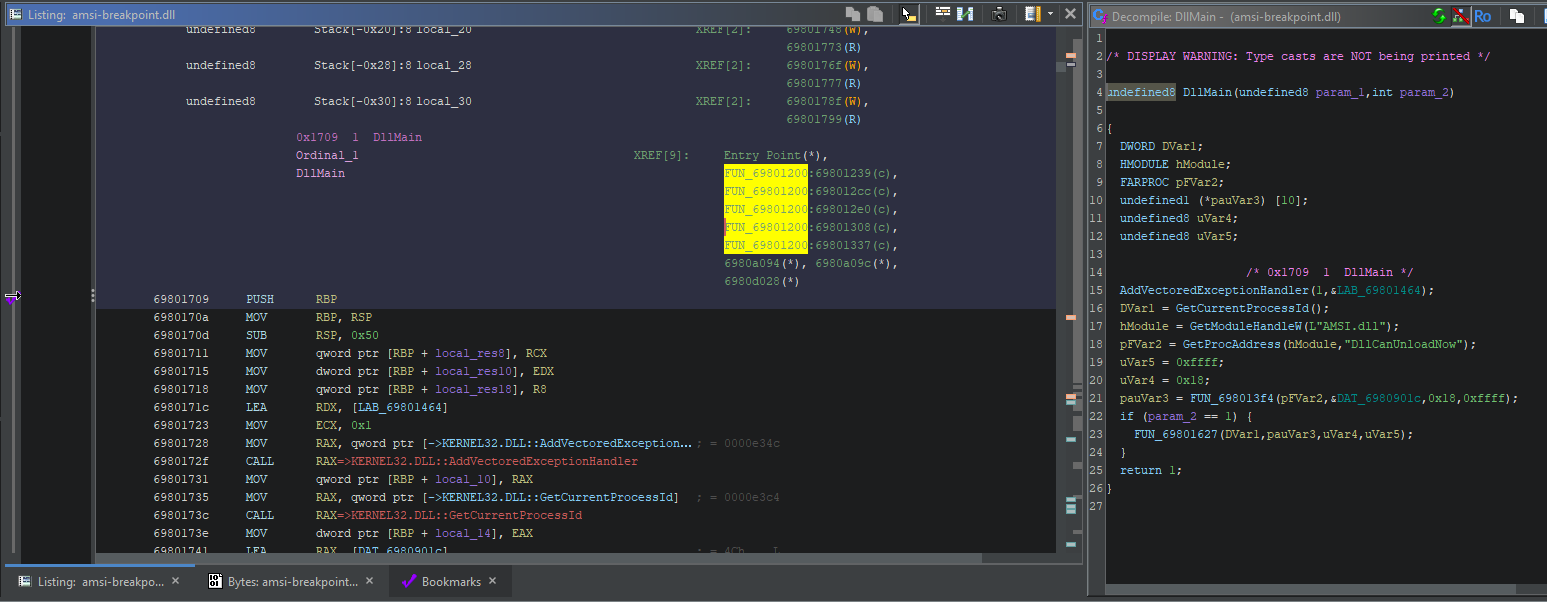 Listing: amsi-breakpoint.dll
undefined8 Stack[-0x20]:8 local_20 XREF[2]: 69801748(W),
69801773(R)
undefined8 Stack[-0x28]:8 local_28 XREF[2]: 6980176f(W),
69801777(R)
undefined8 Stack[-0x30]:8 local_30 XREF[2]: 6980178f(W),
69801799(R)
0x1709 1 DllMain
Ordinal_1 XREF[9]: Entry Point(*),
DllMain FUN_69801200:69801239(c),
FUN_69801200:698012cc(c),
FUN_69801200:698012e0(c),
FUN_69801200:69801308(c),
FUN_69801200:69801337(c),
6980a094(*), 6980a09c(*),
6980d028(*)
69801709 PUSH RBP
6980170a MOV RBP, RSP
6980170d SUB RSP, 0x50
69801711 MOV qword ptr [RBP + local_res8], RCX
69801715 MOV dword ptr [RBP + local_res10], EDX
69801718 MOV qword ptr [RBP + local_res18], R8
6980171c LEA RDX, [LAB_69801464]
69801723 MOV ECX, 0x1
69801728 MOV RAX, qword ptr [->KERNEL32.DLL::AddVectoredException... ; = 0000e34c
6980172f CALL RAX=>KERNEL32.DLL::AddVectoredExceptionHandler
69801731 MOV qword ptr [RBP + local_10], RAX
69801735 MOV RAX, qword ptr [->KERNEL32.DLL::GetCurrentProcessId] ; = 0000e3c4
6980173c CALL RAX=>KERNEL32.DLL::GetCurrentProcessId
6980173e MOV dword ptr [RBP + local_14], EAX
69801741 LEA RAX, [DAT_6980901c] ; = 4Ch L
Listing: amsi-breakpo... ×
Bytes: amsi-breakpoint... ×
Bookmarks ×
Decompile: DllMain - (amsi-breakpoint.dll)
Ro
1
2 /* DISPLAY WARNING: Type casts are NOT being printed */
3
4 undefined8 DllMain(undefined8 param_1,int param_2)
5
6 {
7 DWORD DVar1;
8 HMODULE hModule;
9 FARPROC pFVar2;
10 undefined1 (*pauVar3) [10];
11 undefined8 uVar4;
12 undefined8 uVar5;
13
14 /* 0x1709 1 DllMain */
15 AddVectoredExceptionHandler(1,&LAB_69801464);
16 DVar1 = GetCurrentProcessId();
17 hModule = GetModuleHandleW(L"AMSI.dll");
18 pFVar2 = GetProcAddress(hModule,"DllCanUnloadNow");
19 uVar5 = 0xffff;
20 uVar4 = 0x18;
21 pauVar3 = FUN_698013f4(pFVar2,&DAT_6980901c,0x18,0xffff);
22 if (param_2 == 1) {
23 FUN_69801627(DVar1,pauVar3,uVar4,uVar5);
24 }
25 return 1;
26 }
27